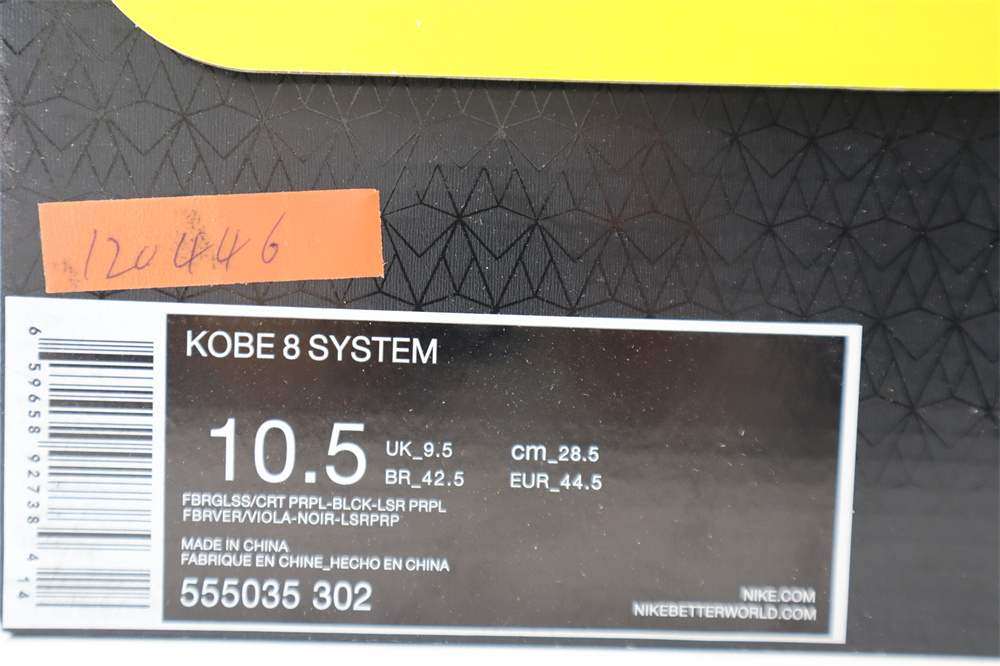 120446
KOBE 8 SYSTEM
10.5
UK_9.5
cm_28.5
BR_42.5
EUR_44.5
FBRGLSS/CRT PRPL-BLCK-LSR PRPL
FBRVER/VIOLA-NOIR-LSRPRP
MADE IN CHINA
FABRIQUE EN CHINE_HECHO EN CHINA
555035 302
NIKE.COM
NIKEBETTERWORLD.COM
6 59658 92738 4 14